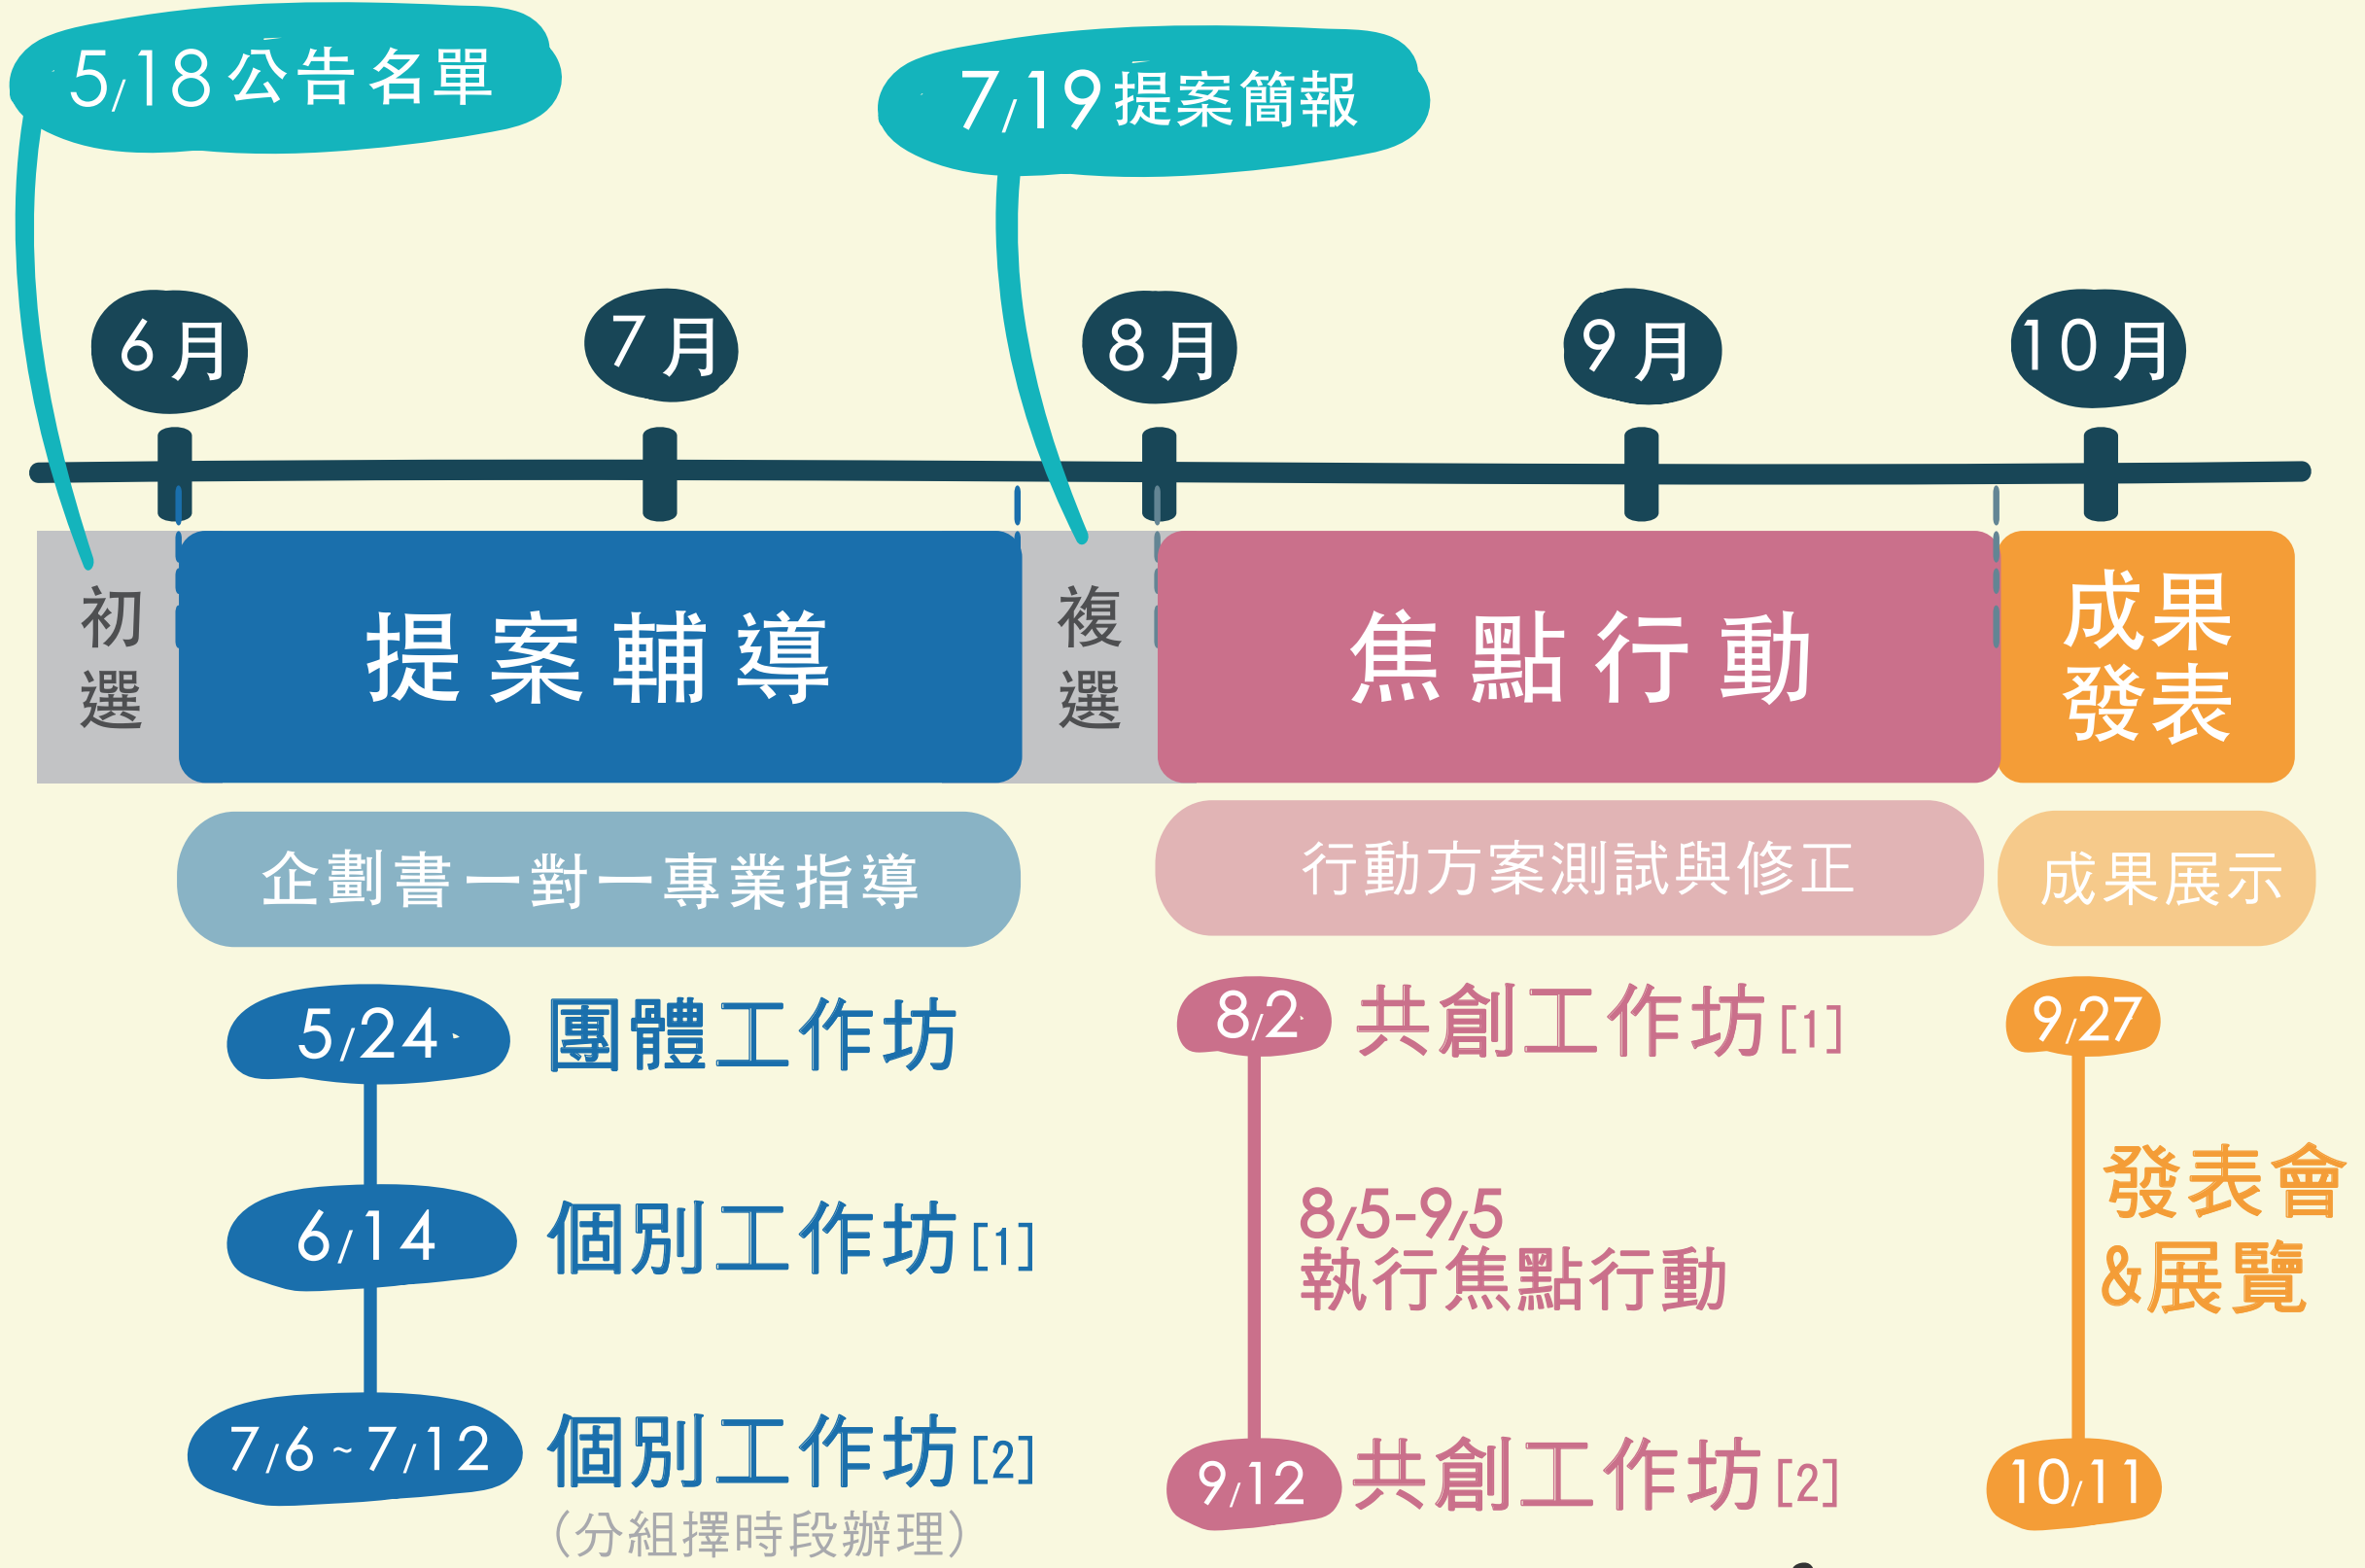 5/18 公告名單
7/19 提案簡報
6月
7月
8月
9月
10月
初選
提案輔導
複選
焦點行動
成果
發表
企劃書一對一專業指導
行動方案測試與修正
成果展示
5/24
團體工作坊
6/14
個別工作坊[1]
7/6 ~ 7/12
個別工作坊[2]
(分組擇時段辦理)
8/2
共創工作坊[1]
8/5-9/5
執行焦點行動
9/12
共創工作坊[2]
9/27
發表會
&展覽
10/11